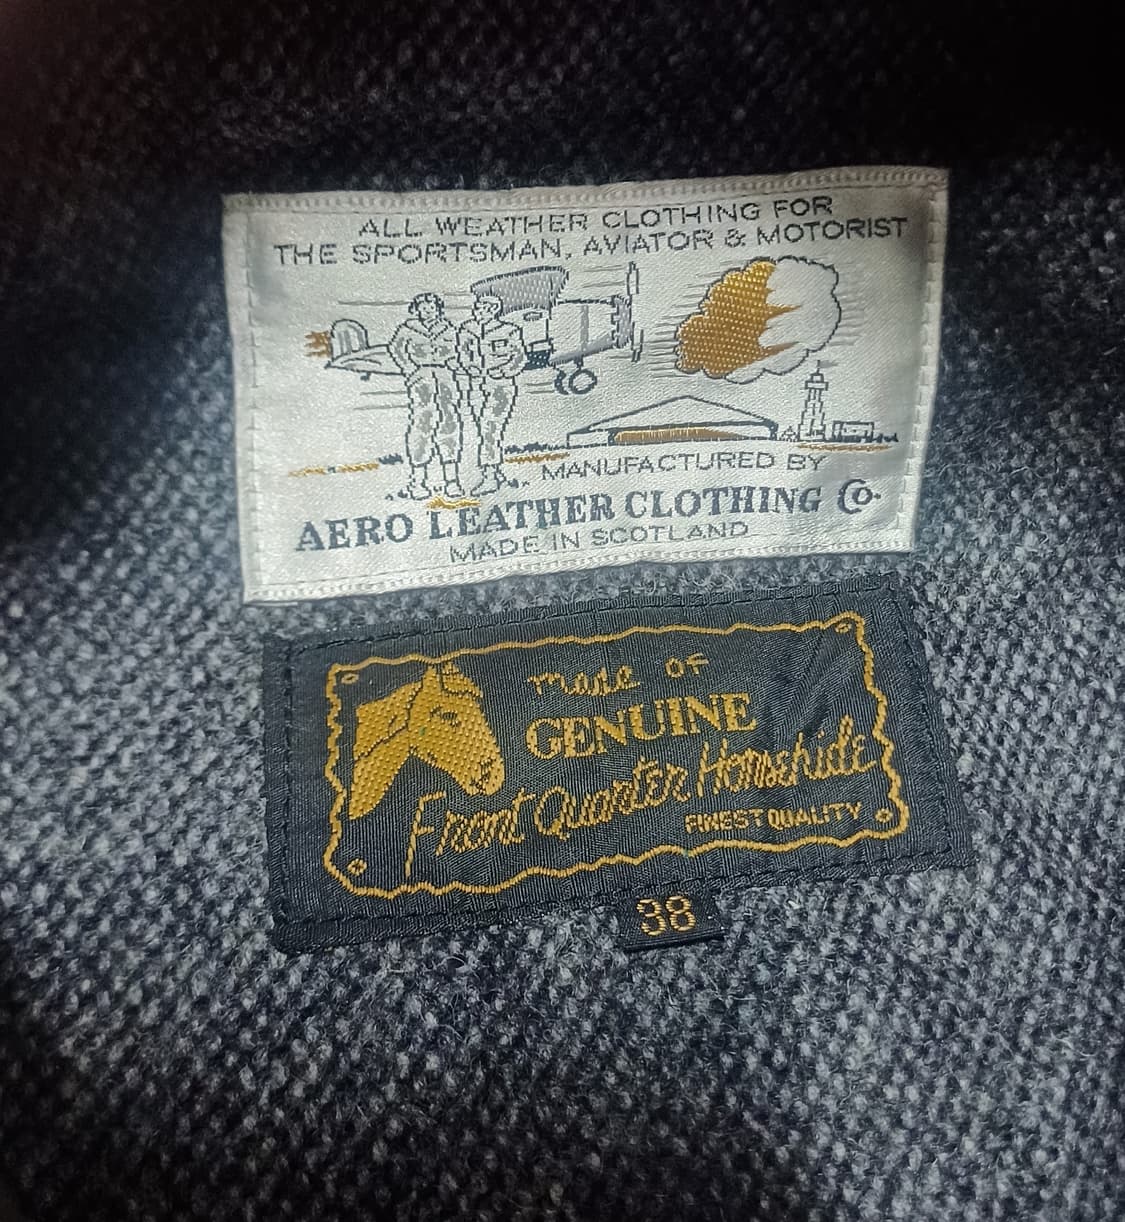 ALL WEATHER CLOTHING FOR
THE SPORTSMAN, AVIATOR & MOTORIST
MANUFACTURED BY
AERO LEATHER CLOTHING Co.
MADE IN SCOTLAND
made of
GENUINE
Front Quarter Horsehide
FINEST QUALITY
38